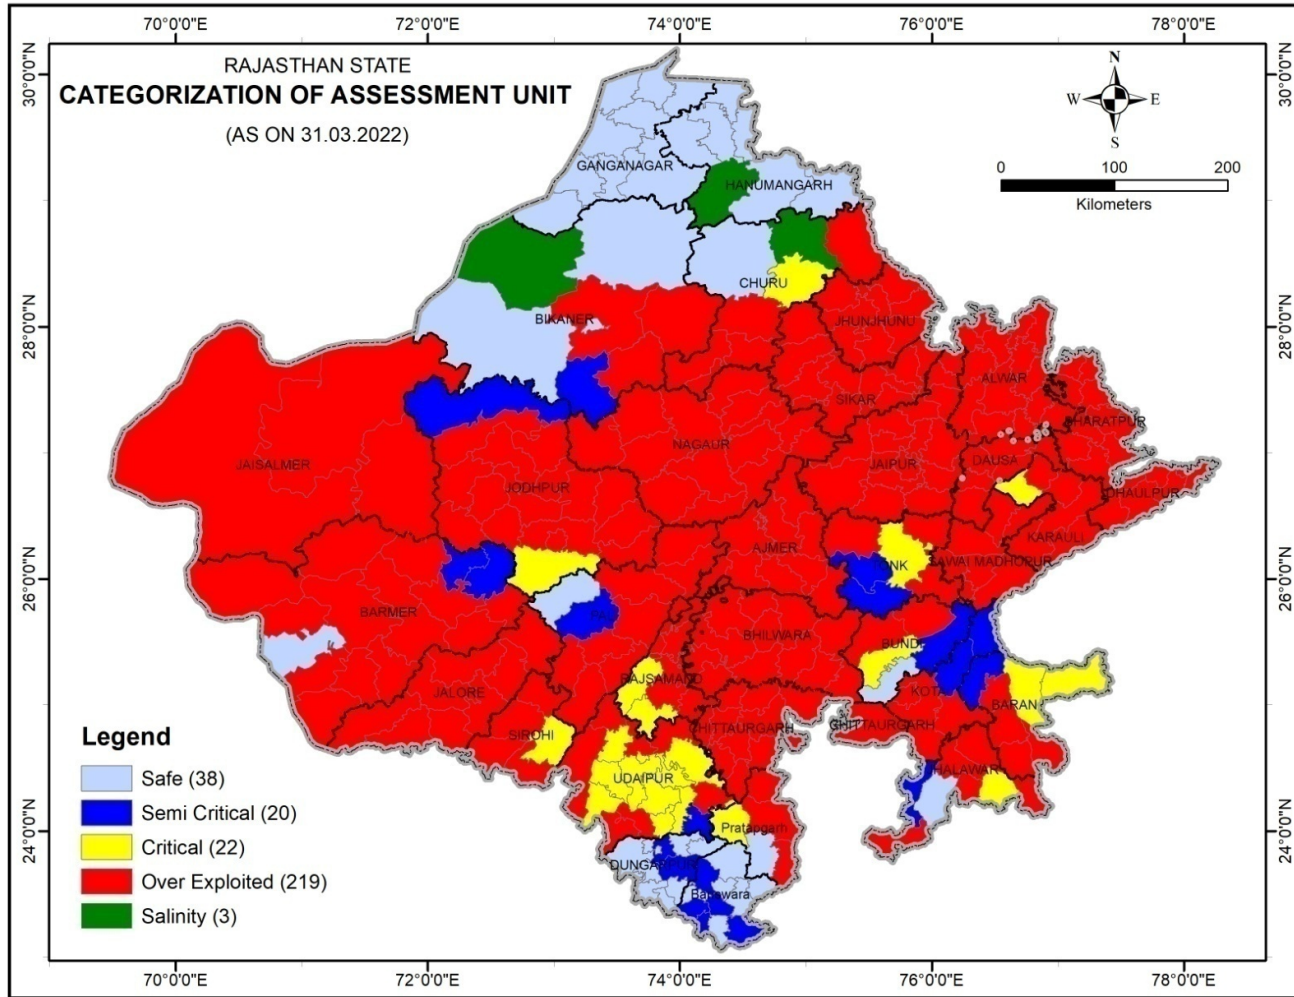 70°0'0"E 72°0'0"E 74°0'0"E 76°0'0"E 78°0'0"E
RAJASTHAN STATE
CATEGORIZATION OF ASSESSMENT UNIT
(AS ON 31.03.2022)
N
W E
S
0 100 200
Kilometers
30°0'0"N 30°0'0"N
28°0'0"N 28°0'0"N
26°0'0"N 26°0'0"N
24°0'0"N 24°0'0"N
GANGANAGAR
HANUMANGARH
CHURU
BIKANER
JHUNJHUNU
ALWAR
SIKAR
BHARATPUR
NAGAUR
JAISALMER
JAIPUR
DAUSA
JODHPUR
DHAULPUR
KARAULI
AJMER
TONK
SAWAI MADHOPUR
BARMER
PALI
BHILWARA
BUNDI
RAJSAMAND
JALORE
KOTA
BARAN
CHITTAURGARH
CHITTAURGARH
SIROHI
UDAIPUR
JHALAWAR
Pratapgarh
DUNGARPUR
Banswara
Legend
Safe (38)
Semi Critical (20)
Critical (22)
Over Exploited (219)
Salinity (3)
70°0'0"E 72°0'0"E 74°0'0"E 76°0'0"E 78°0'0"E